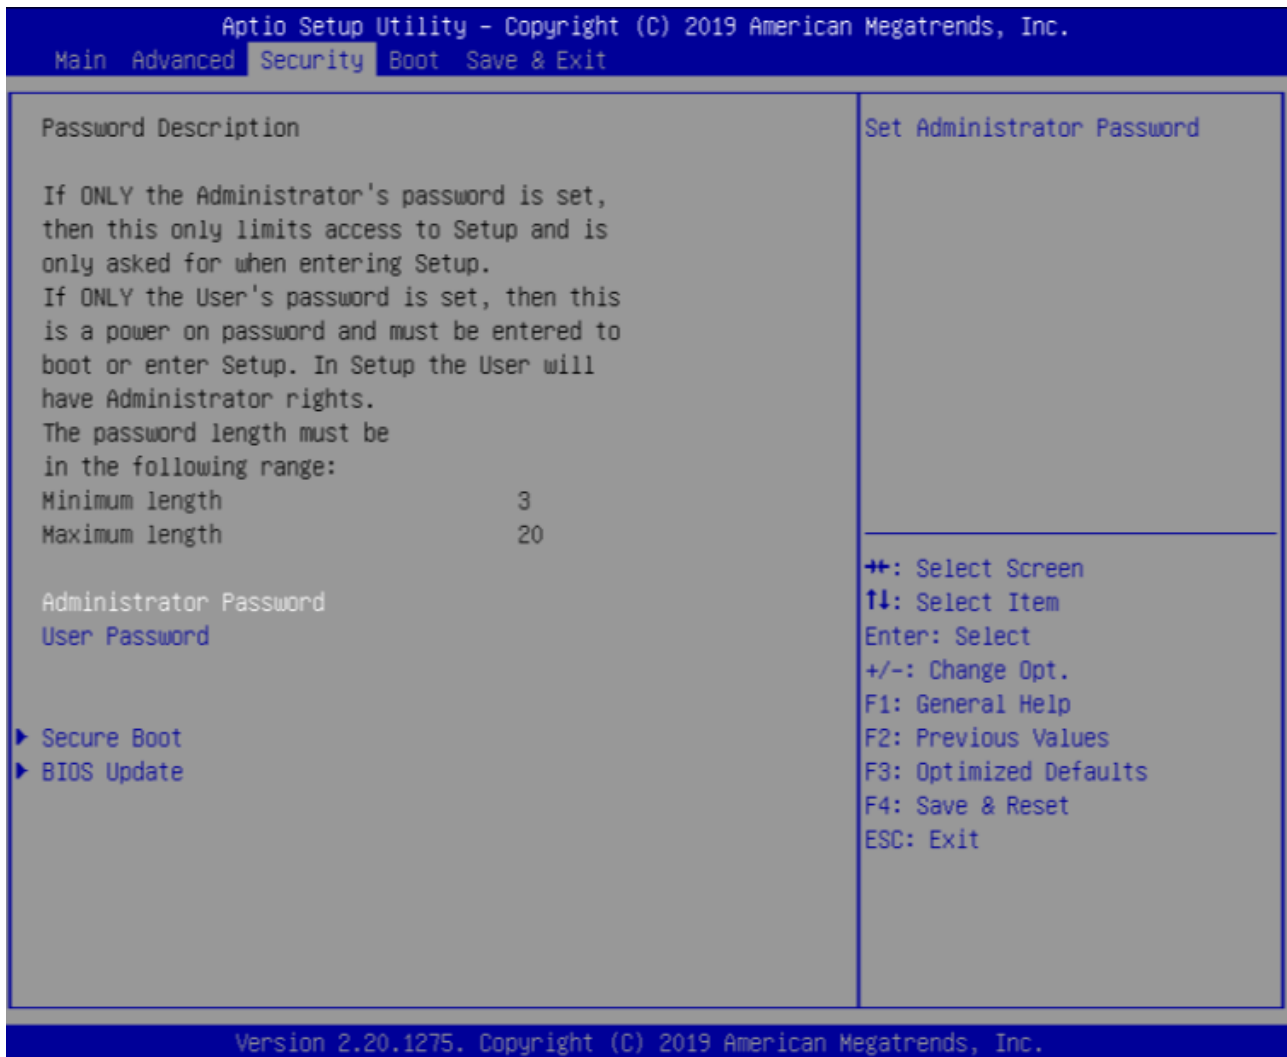 Aptio Setup Utility – Copyright (C) 2019 American Megatrends, Inc.
Main Advanced Security Boot Save & Exit
Password Description
If ONLY the Administrator's password is set,
then this only limits access to Setup and is
only asked for when entering Setup.
If ONLY the User's password is set, then this
is a power on password and must be entered to
boot or enter Setup. In Setup the User will
have Administrator rights.
The password length must be
in the following range:
Minimum length 3
Maximum length 20
Administrator Password
User Password
Secure Boot
BIOS Update
Set Administrator Password
→←: Select Screen
↑↓: Select Item
Enter: Select
+/-: Change Opt.
F1: General Help
F2: Previous Values
F3: Optimized Defaults
F4: Save & Reset
ESC: Exit
Version 2.20.1275. Copyright (C) 2019 American Megatrends, Inc.